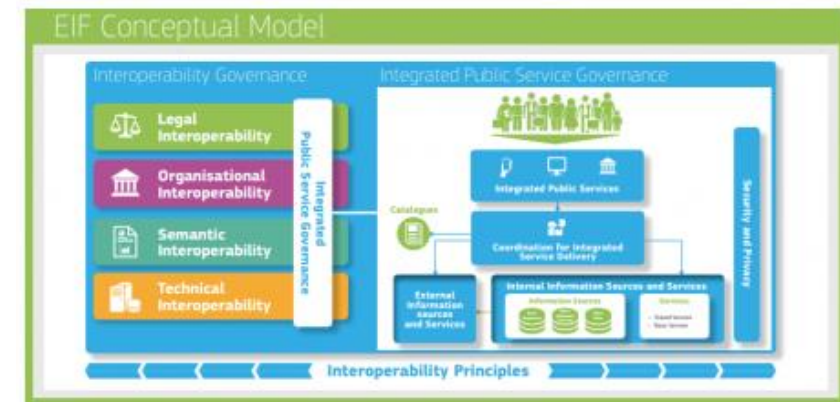 EIF Conceptual Model
Interoperability Governance
Integrated Public Service Governance
Legal
Interoperability
Organisational
Interoperability
Semantic
Interoperability
Technical
Interoperability
Integrated
Public Service Governance
Integrated Public Services
Catalogues
Coordination for Integrated
Service Delivery
External
Information
sources
and Services
Internal Information Sources and Services
Information Sources
Services
Security and Privacy
Interoperability Principles